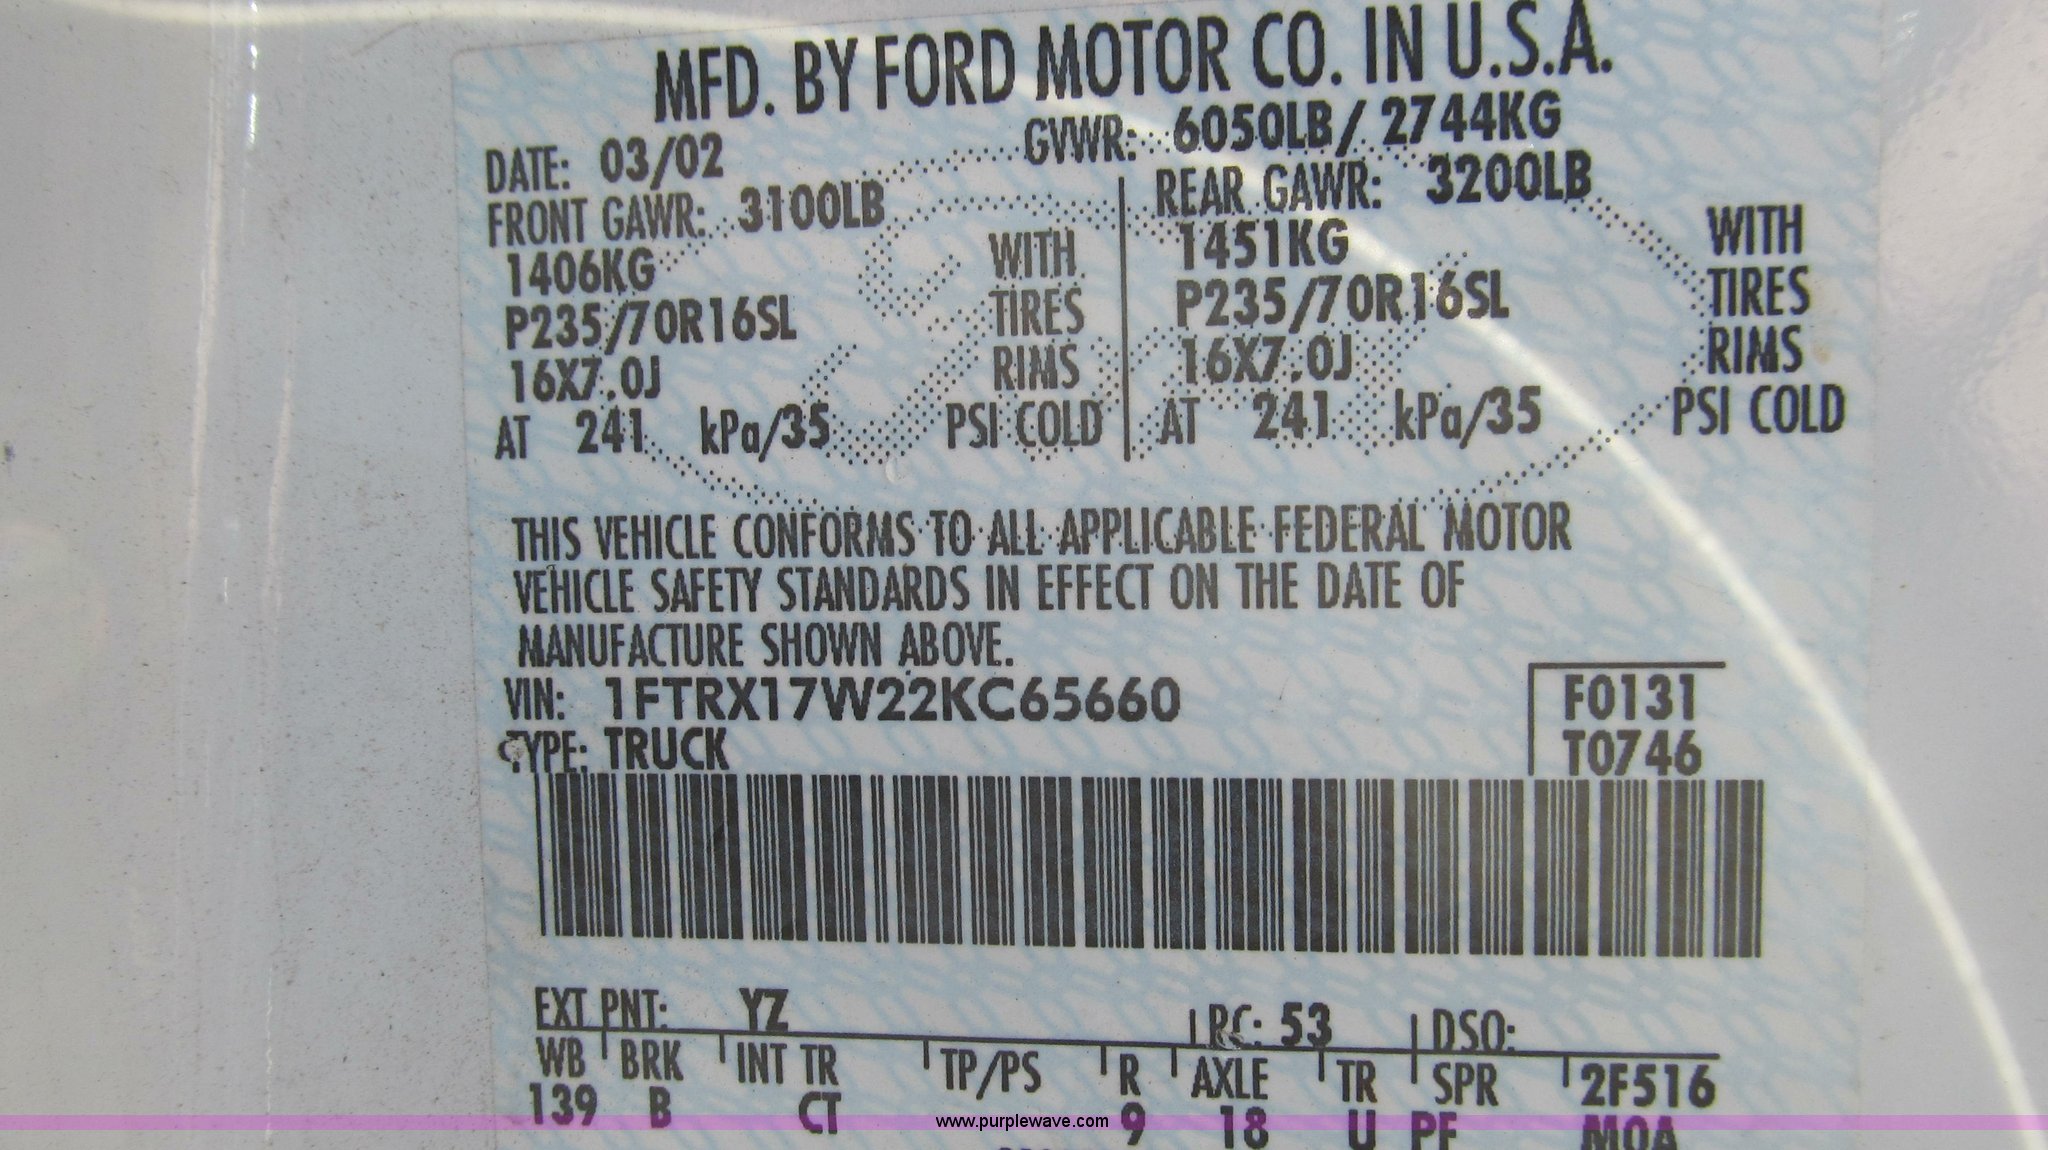 MFD. BY FORD MOTOR CO. IN U.S.A.
DATE: 03/02 GVWR: 6050LB/ 2744KG
FRONT GAWR: 3100LB REAR GAWR: 3200LB
1406KG WITH 1451KG WITH
P235/70R16SL TIRES P235/70R16SL TIRES
16X7.0J RIMS 16X7.0J RIMS
AT 241 kPa/35 PSI COLD AT 241 kPa/35 PSI COLD
THIS VEHICLE CONFORMS TO ALL APPLICABLE FEDERAL MOTOR
VEHICLE SAFETY STANDARDS IN EFFECT ON THE DATE OF
MANUFACTURE SHOWN ABOVE.
VIN: 1FTRX17W22KC65660 F0131
TYPE: TRUCK T0746
EXT PNT: YZ RC: 53 DSO:
WB BRK INT TR TP/PS R AXLE TR SPR 2F516
139 B CT 9 18 U PF M0A
www.purplewave.com